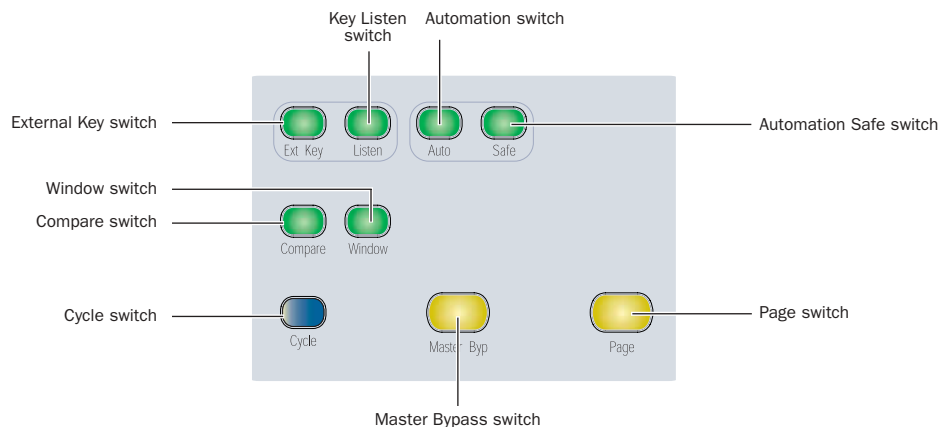 Key Listen
switch
Automation switch
External Key switch
Automation Safe switch
Ext Key
Listen
Auto
Safe
Window switch
Compare switch
Compare
Window
Cycle switch
Page switch
Cycle
Master Byp
Page
Master Bypass switch